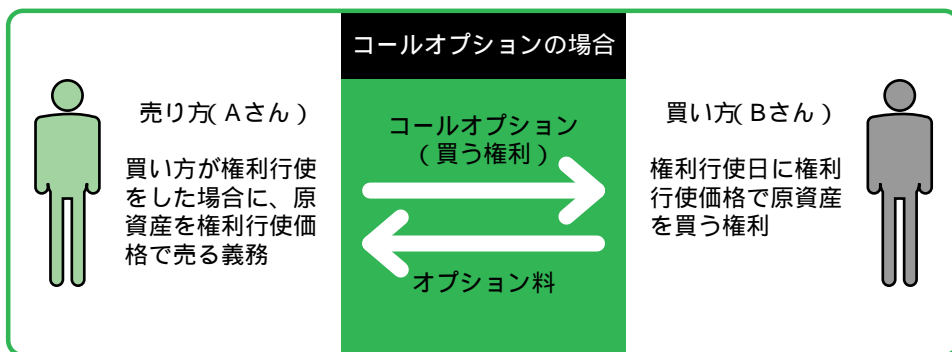 コールオプションの場合
売り方(Aさん)
買い方が権利行使
をした場合に、原
資産を権利行使価
格で売る義務
コールオプション
(買う権利)
オプション料
買い方(Bさん)
権利行使日に権利
行使価格で原資産
を買う権利